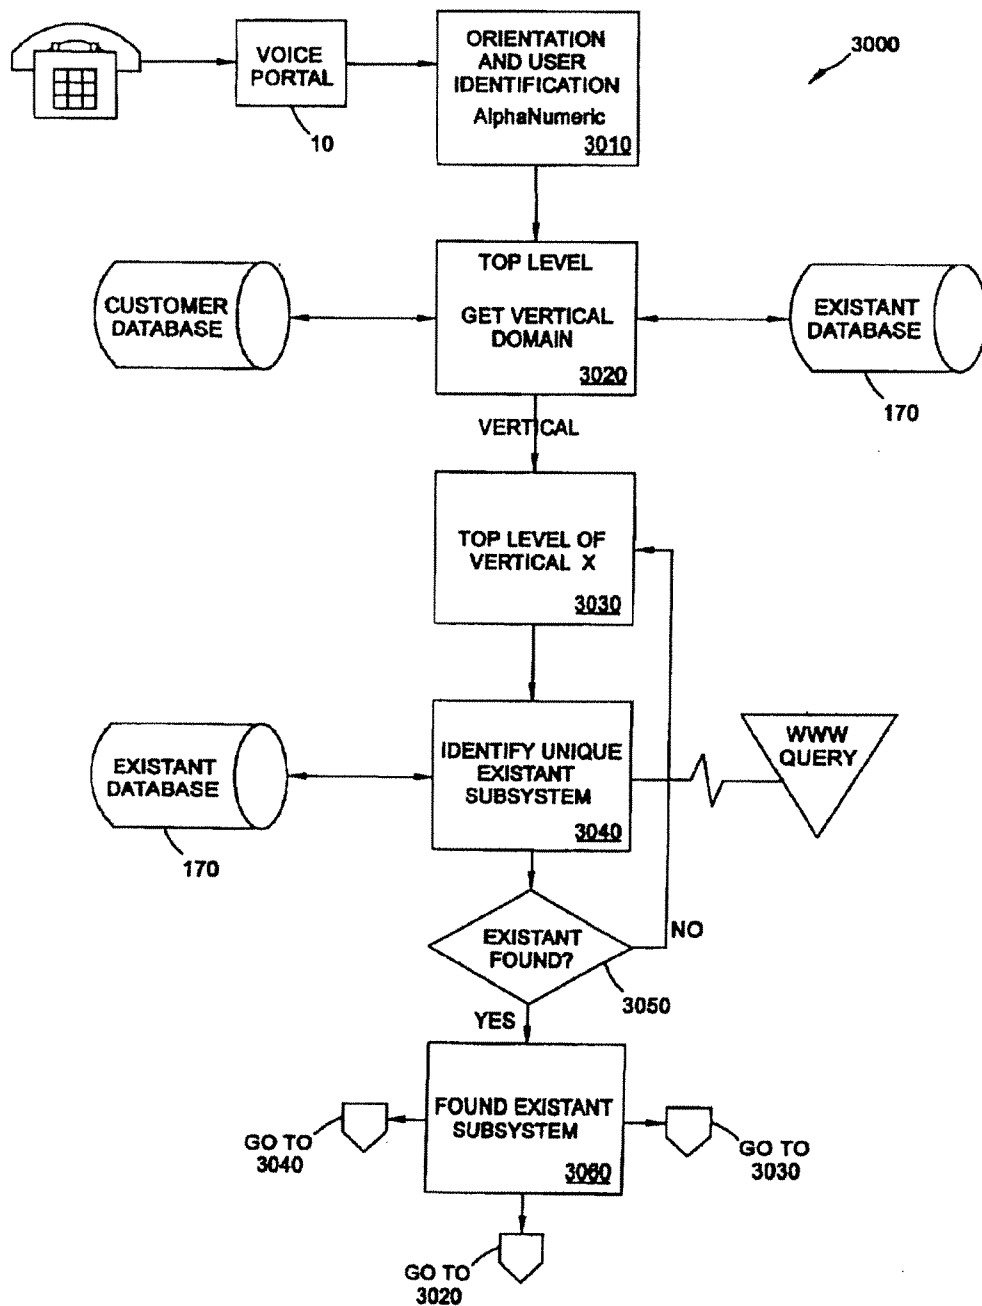 VOICE
PORTAL
10
ORIENTATION
AND USER
IDENTIFICATION
AlphaNumeric
3010
3000
CUSTOMER
DATABASE
TOP LEVEL
GET VERTICAL
DOMAIN
3020
EXISTANT
DATABASE
170
VERTICAL
TOP LEVEL OF
VERTICAL X
3030
EXISTANT
DATABASE
170
IDENTIFY UNIQUE
EXISTANT
SUBSYSTEM
3040
WWW
QUERY
EXISTANT
FOUND?
NO
3050
YES
FOUND EXISTANT
SUBSYSTEM
3060
GO TO
3040
GO TO
3030
GO TO
3020